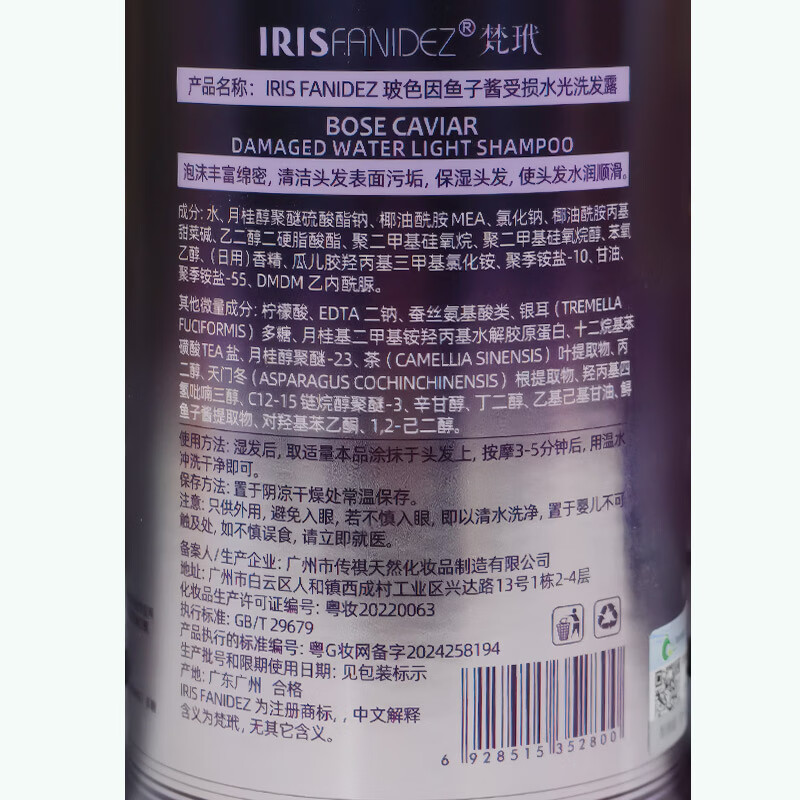 IRISFANIDEZ® 梵玳
产品名称：IRIS FANIDEZ 玻色因鱼子酱受损水光洗发露
BOSE CAVIAR
DAMAGED WATER LIGHT SHAMPOO
泡沫丰富绵密，清洁头发表面污垢，保湿头发，使头发水润顺滑。
成分：水、月桂醇聚醚硫酸酯钠、椰油酰胺 MEA、氯化钠、椰油酰胺丙基
甜菜碱、乙二醇二硬脂酸酯、聚二甲基硅氧烷、聚二甲基硅氧烷醇、苯氧
乙醇、（日用）香精、瓜儿胶羟丙基三甲基氯化铵、聚季铵盐-10、甘油、
聚季铵盐-55、DMDM 乙内酰脲。
其他微量成分：柠檬酸、EDTA 二钠、蚕丝氨基酸类、银耳（TREMELLA
FUCIFORMIS）多糖、月桂基二甲基铵羟丙基水解胶原蛋白、十二烷基苯
磺酸 TEA 盐、月桂醇聚醚-23、茶（CAMELLIA SINENSIS）叶提取物、丙
二醇、天门冬（ASPARAGUS COCHINCHINENSIS）根提取物、羟丙基四
氢吡喃三醇、C12-15 链烷醇聚醚-3、辛甘醇、丁二醇、乙基己基甘油、鲟
鱼子酱提取物、对羟基苯乙酮、1,2-己二醇。
使用方法：湿发后，取适量本品涂抹于头发上，按摩3-5分钟后，用温水
冲洗干净即可。
保存方法：置于阴凉干燥处常温保存。
注意：只供外用，避免入眼，若不慎入眼，即以清水洗净，置于婴儿不可
触及处，如不慎误食，请立即就医。
备案人/生产企业：广州市传祺天然化妆品制造有限公司
地址：广州市白云区人和镇西成村工业区兴达路13号1栋2-4层
化妆品生产许可证编号：粤妆20220063
执行标准：GB/T 29679
产品执行的标准编号：粤G妆网备字2024258194
生产批号和限期使用日期：见包装标示
产地：广东广州 合格
IRIS FANIDEZ 为注册商标，，中文解释
含义为梵玳，无其它含义。
6 928515 352800